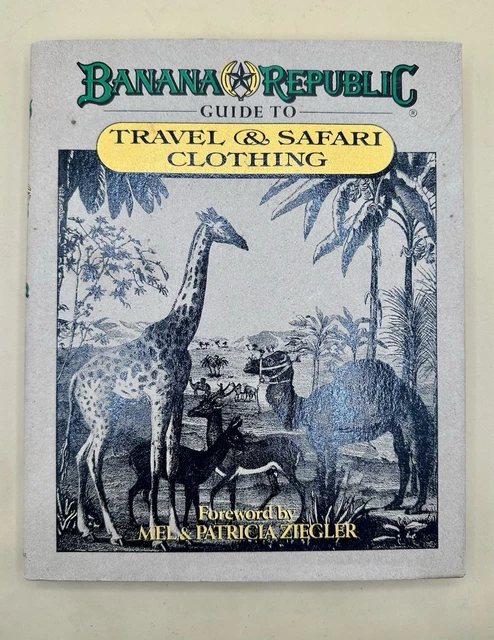 BANANA REPUBLIC
®
GUIDE TO
TRAVEL & SAFARI
CLOTHING
Foreword by
MEL & PATRICIA ZIEGLER